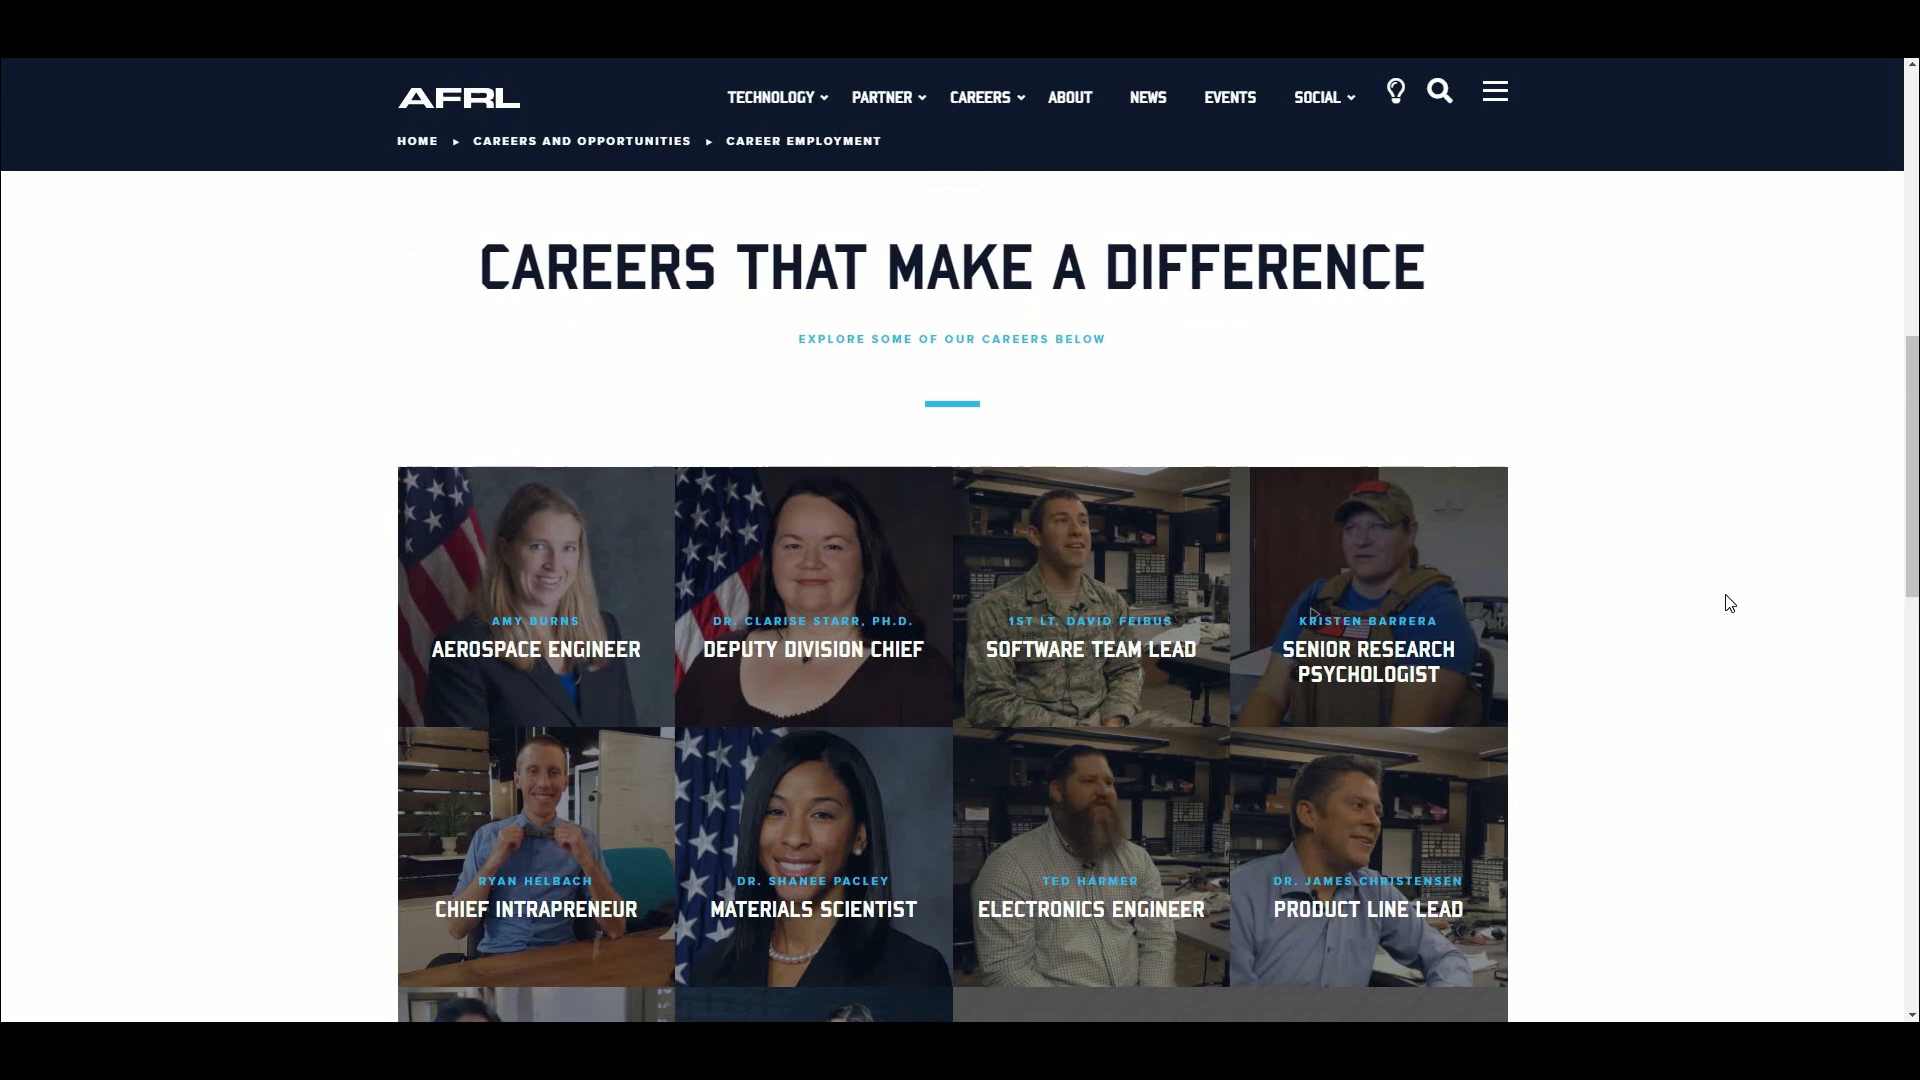 AFRL
TECHNOLOGY PARTNER CAREERS ABOUT NEWS EVENTS SOCIAL
HOME ▸ CAREERS AND OPPORTUNITIES ▸ CAREER EMPLOYMENT
CAREERS THAT MAKE A DIFFERENCE
EXPLORE SOME OF OUR CAREERS BELOW
AMY BURNS
AEROSPACE ENGINEER
DR. CLARISE STARR, PH.D.
DEPUTY DIVISION CHIEF
1ST LT. DAVID FEIBUS
SOFTWARE TEAM LEAD
KRISTEN BARRERA
SENIOR RESEARCH
PSYCHOLOGIST
RYAN HELBACH
CHIEF INTRAPRENEUR
DR. SHANEE PACLEY
MATERIALS SCIENTIST
TED HARMER
ELECTRONICS ENGINEER
DR. JAMES CHRISTENSEN
PRODUCT LINE LEAD